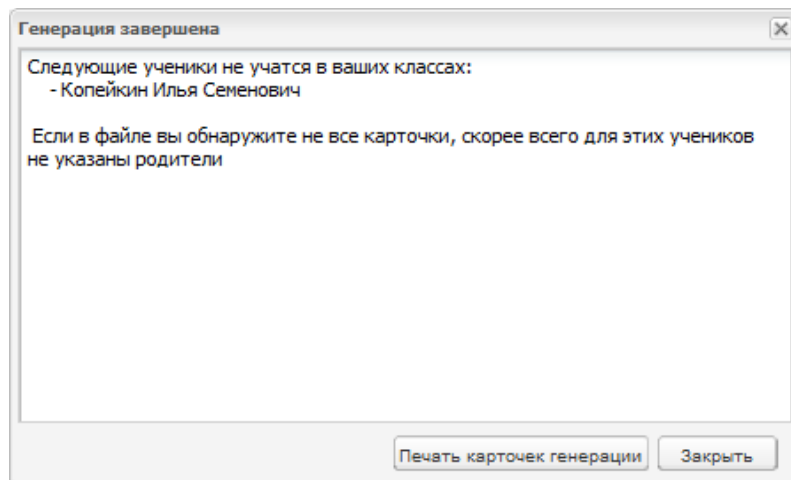 Генерация завершена
Следующие ученики не учатся в ваших классах:
- Копейкин Илья Семенович
Если в файле вы обнаружите не все карточки, скорее всего для этих учеников
не указаны родители
Печать карточек генерации
Закрыть